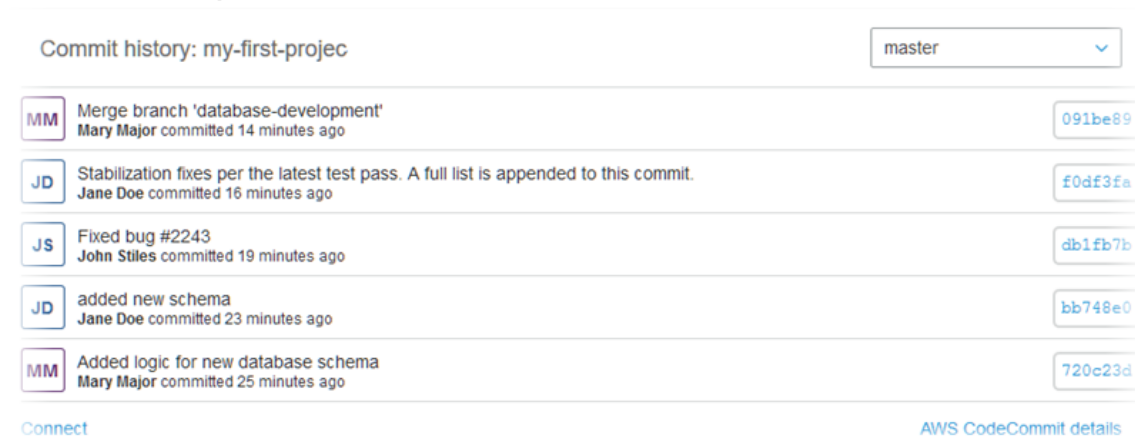 Commit history: my-first-projec
master
MM
Merge branch 'database-development'
Mary Major committed 14 minutes ago
091be89
JD
Stabilization fixes per the latest test pass. A full list is appended to this commit.
Jane Doe committed 16 minutes ago
f0df3fa
JS
Fixed bug #2243
John Stiles committed 19 minutes ago
db1fb7b
JD
added new schema
Jane Doe committed 23 minutes ago
bb748e0
MM
Added logic for new database schema
Mary Major committed 25 minutes ago
720c23d
Connect
AWS CodeCommit details